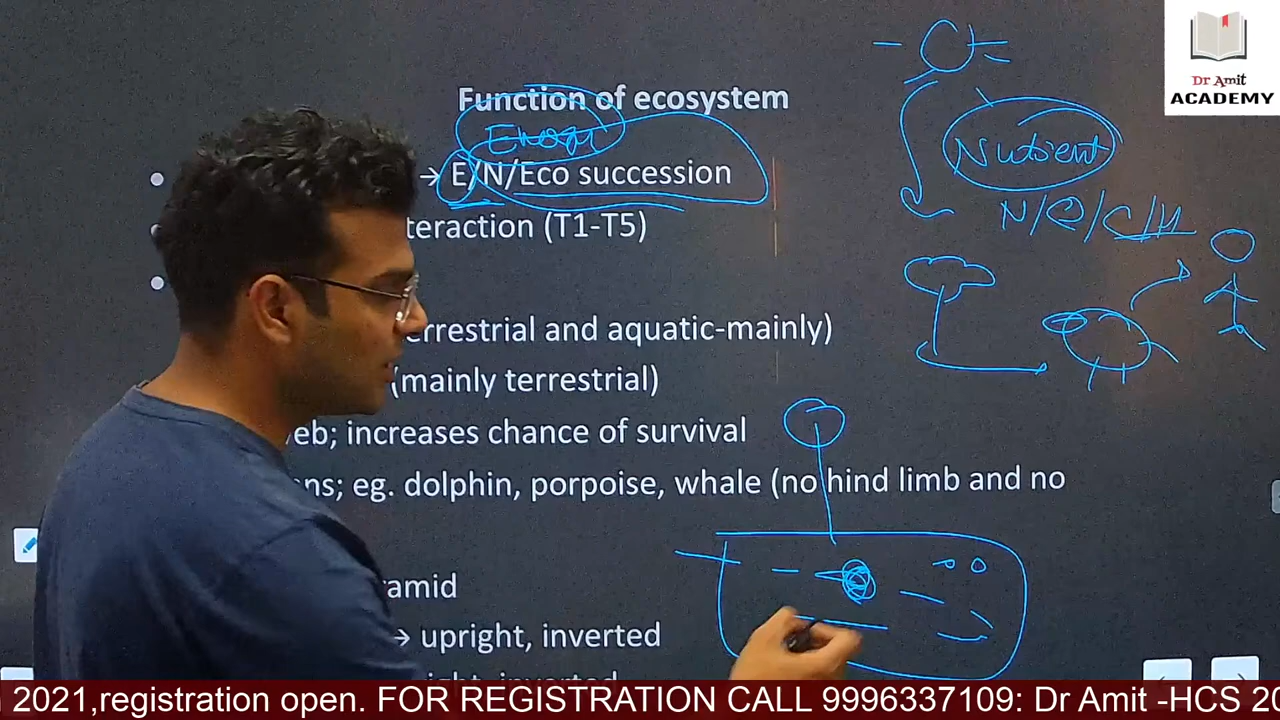 Dr Amit
ACADEMY
Function of ecosystem
Energy
Nutrient
→ E/N/Eco succession
teraction (T1-T5)
errestrial and aquatic-mainly)
(mainly terrestrial)
eb; increases chance of survival
ns; eg. dolphin, porpoise, whale (no hind limb and no
amid
→ upright, inverted
2021,registration open. FOR REGISTRATION CALL 9996337109: Dr Amit -HCS 20